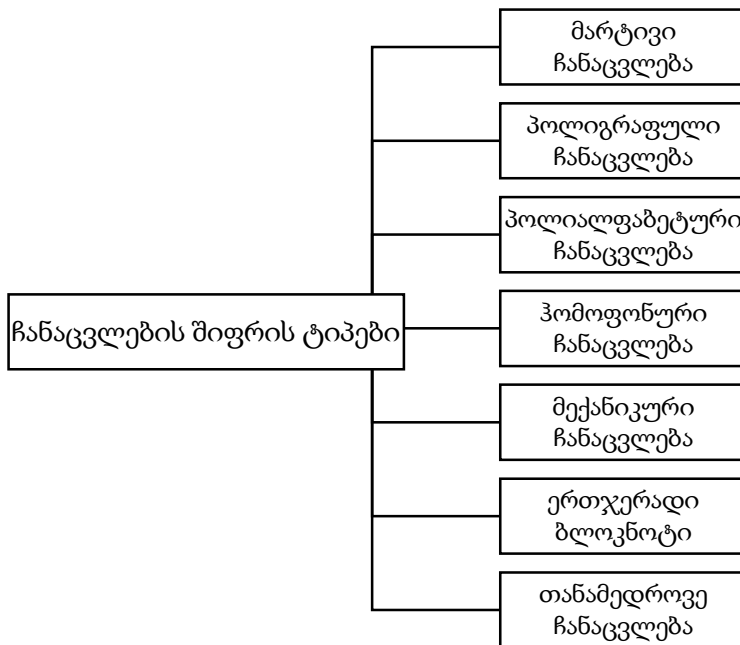 მარტივი
ჩანაცვლება
პოლიგრაფული
ჩანაცვლება
პოლიალფაბეტური
ჩანაცვლება
ჩანაცვლების შიფრის ტიპები
ჰომოფონური
ჩანაცვლება
მექანიკური
ჩანაცვლება
ერთჯერადი
ბლოკნოტი
თანამედროვე
ჩანაცვლება